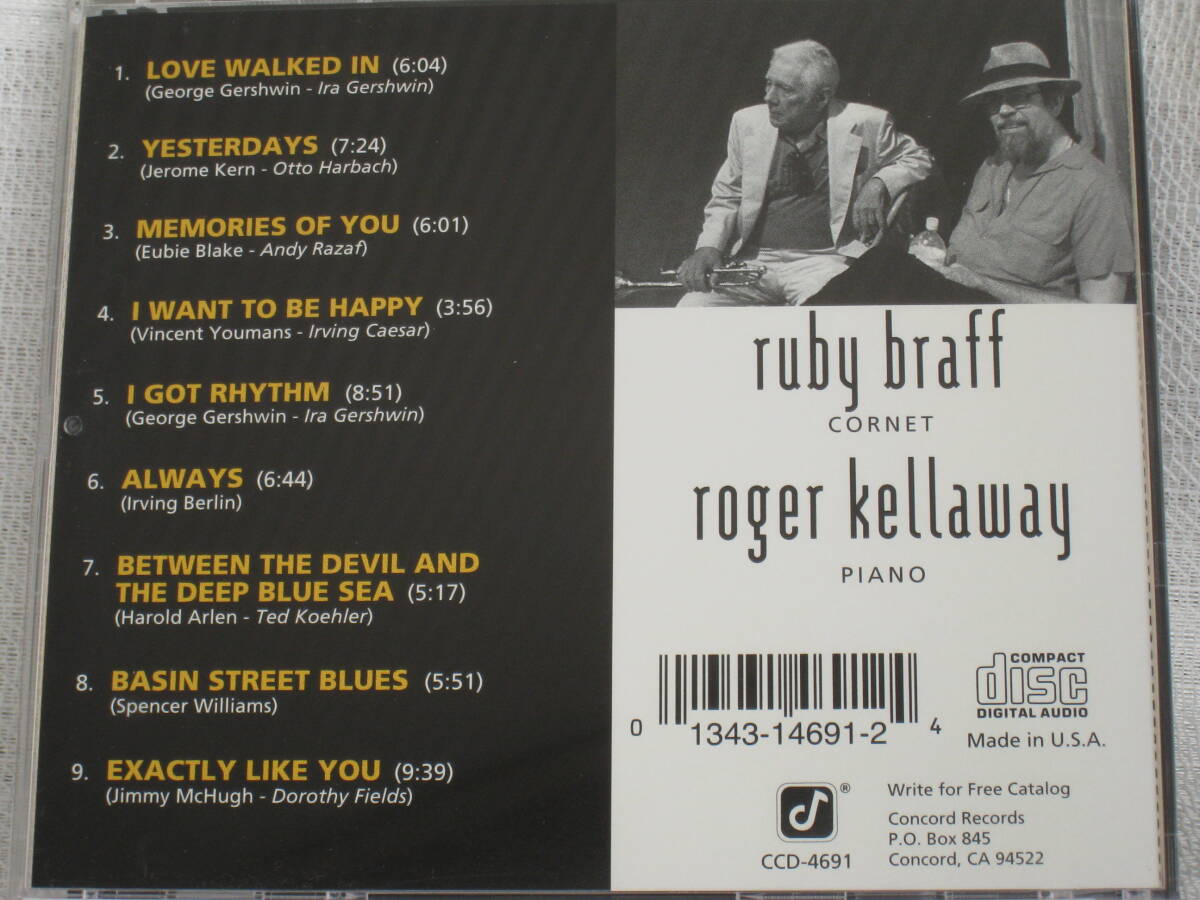 1. LOVE WALKED IN (6:04)
(George Gershwin - Ira Gershwin)
2. YESTERDAYS (7:24)
(Jerome Kern - Otto Harbach)
3. MEMORIES OF YOU (6:01)
(Eubie Blake - Andy Razaf)
4. I WANT TO BE HAPPY (3:56)
(Vincent Youmans - Irving Caesar)
5. I GOT RHYTHM (8:51)
(George Gershwin - Ira Gershwin)
6. ALWAYS (6:44)
(Irving Berlin)
7. BETWEEN THE DEVIL AND
THE DEEP BLUE SEA (5:17)
(Harold Arlen - Ted Koehler)
8. BASIN STREET BLUES (5:51)
(Spencer Williams)
9. EXACTLY LIKE YOU (9:39)
(Jimmy McHugh - Dorothy Fields)
ruby braff
CORNET
roger kellaway
PIANO
0 1343-14691-2 4
COMPACT
disc
DIGITAL AUDIO
Made in U.S.A.
®
CCD-4691
Write for Free Catalog
Concord Records
P.O. Box 845
Concord, CA 94522